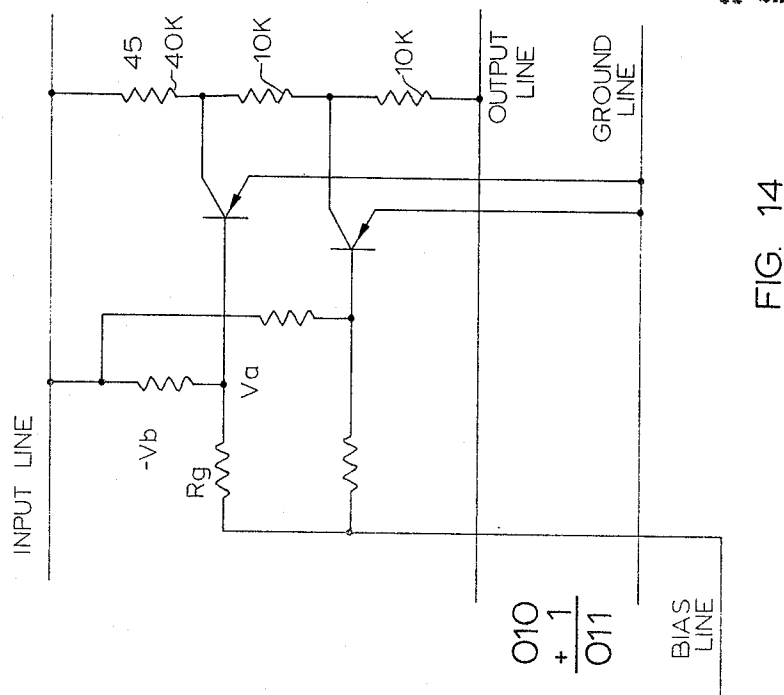 INPUT LINE
-Vb
Rg
Va
45
40K
10K
10K
OUTPUT
LINE
GROUND
LINE
010
+ 1
011
BIAS
LINE
FIG. 14